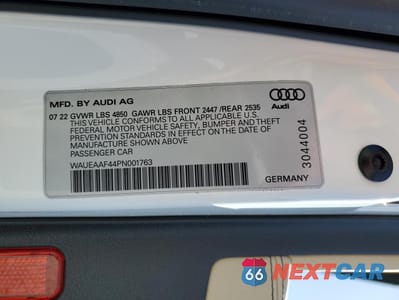 MFD. BY AUDI AG
07 22 GVWR LBS 4850 GAWR LBS FRONT 2447 /REAR 2535
THIS VEHICLE CONFORMS TO ALL APPLICABLE U.S.
FEDERAL MOTOR VEHICLE SAFETY, BUMPER AND THEFT
PREVENTION STANDARDS IN EFFECT ON THE DATE OF
MANUFACTURE SHOWN ABOVE
PASSENGER CAR
WAUEAAF44PN001763
Audi
3044004
GERMANY
66 NEXTCAR